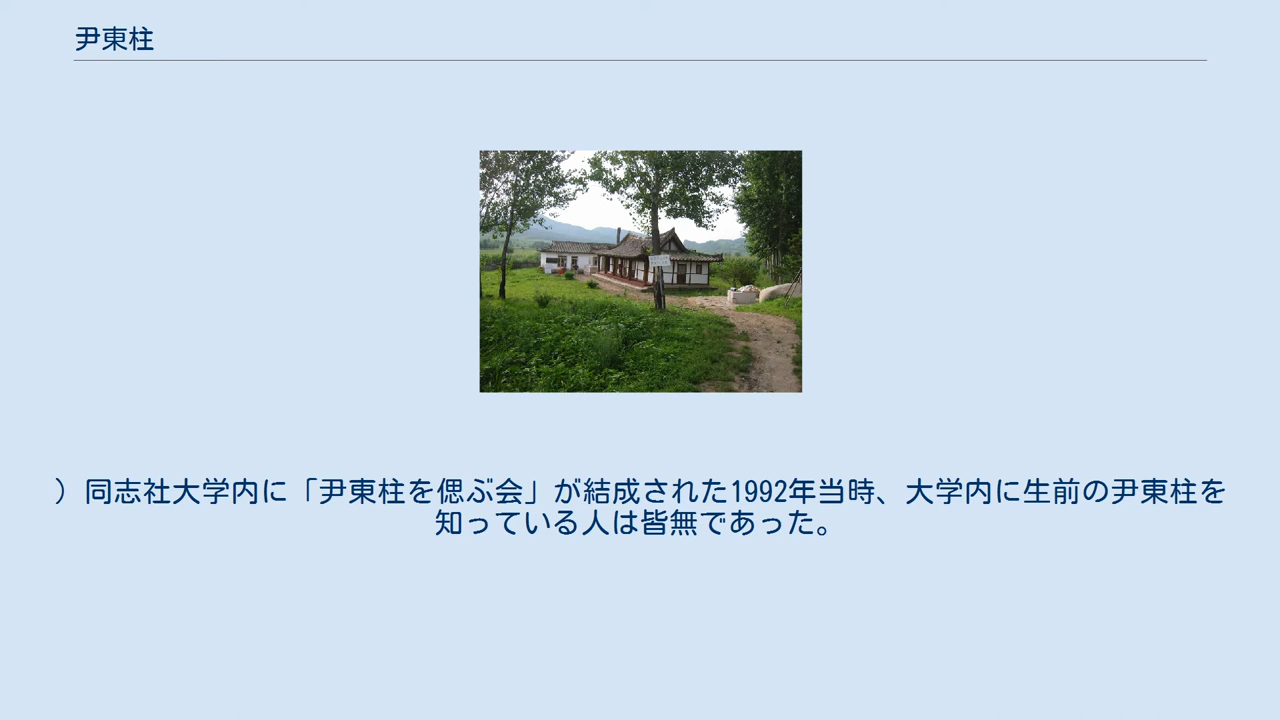 尹東柱
）同志社大学内に「尹東柱を偲ぶ会」が結成された1992年当時、大学内に生前の尹東柱を
知っている人は皆無であった。